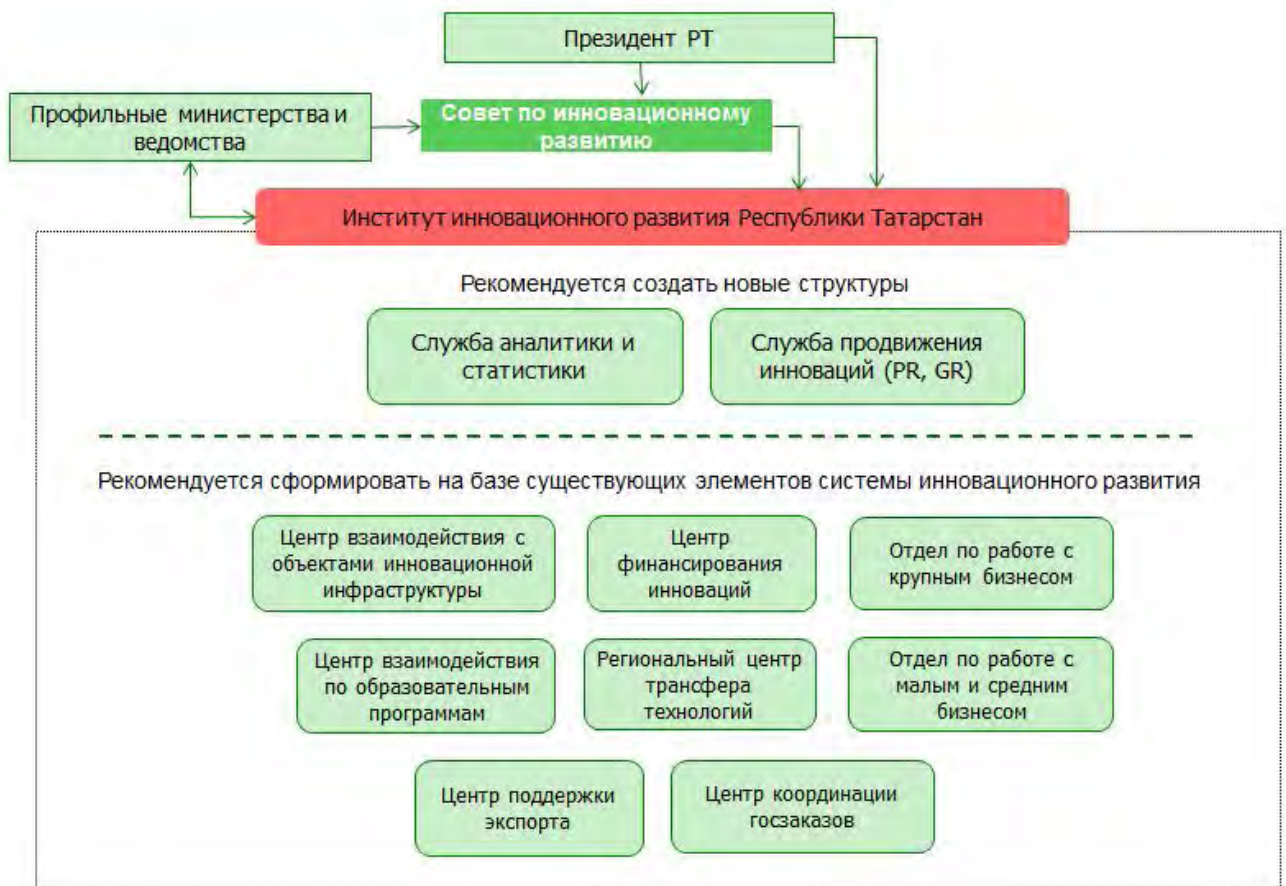 Президент РТ
Профильные министерства и
ведомства
Совет по инновационному
развитию
Институт инновационного развития Республики Татарстан
Рекомендуется создать новые структуры
Служба аналитики и
статистики
Служба продвижения
инноваций (PR, GR)
Рекомендуется сформировать на базе существующих элементов системы инновационного развития
Центр взаимодействия с
объектами инновационной
инфраструктуры
Центр
финансирования
инноваций
Отдел по работе с
крупным бизнесом
Центр взаимодействия
по образовательным
программам
Региональный центр
трансфера
технологий
Отдел по работе с
малым и средним
бизнесом
Центр поддержки
экспорта
Центр координации
госзаказов